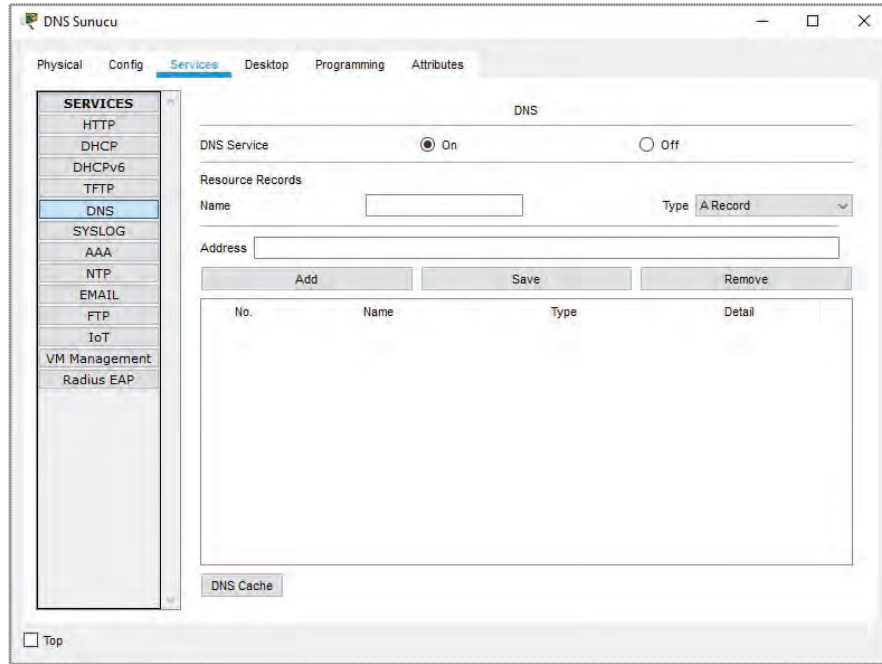 DNS Sunucu
Physical Config Services Desktop Programming Attributes
SERVICES
HTTP
DHCP
DHCPv6
TFTP
DNS
SYSLOG
AAA
NTP
EMAIL
FTP
IoT
VM Management
Radius EAP
DNS
DNS Service On Off
Resource Records
Name Type A Record
Address
Add Save Remove
No. Name Type Detail
DNS Cache
Top